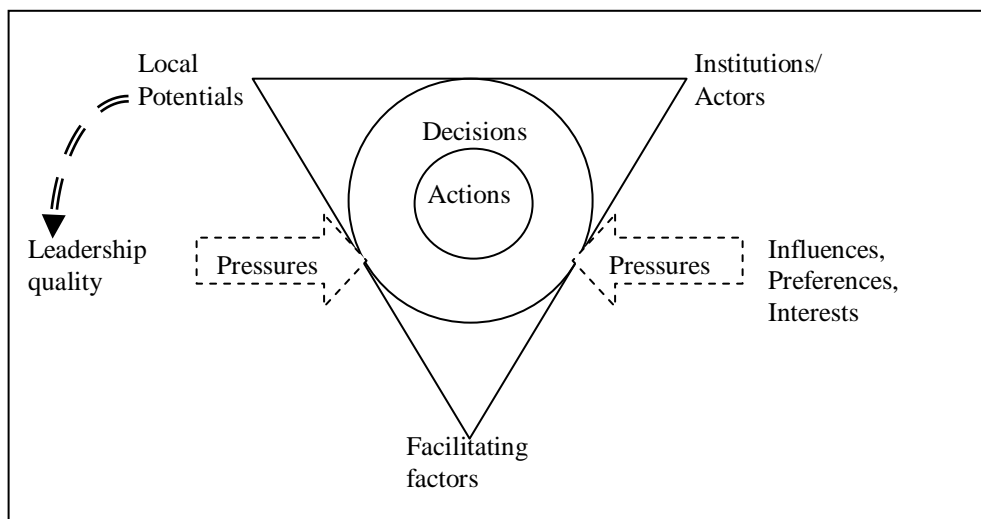 Local
Potentials
Institutions/
Actors
Decisions
Actions
Leadership
quality
Pressures
Pressures
Influences,
Preferences,
Interests
Facilitating
factors